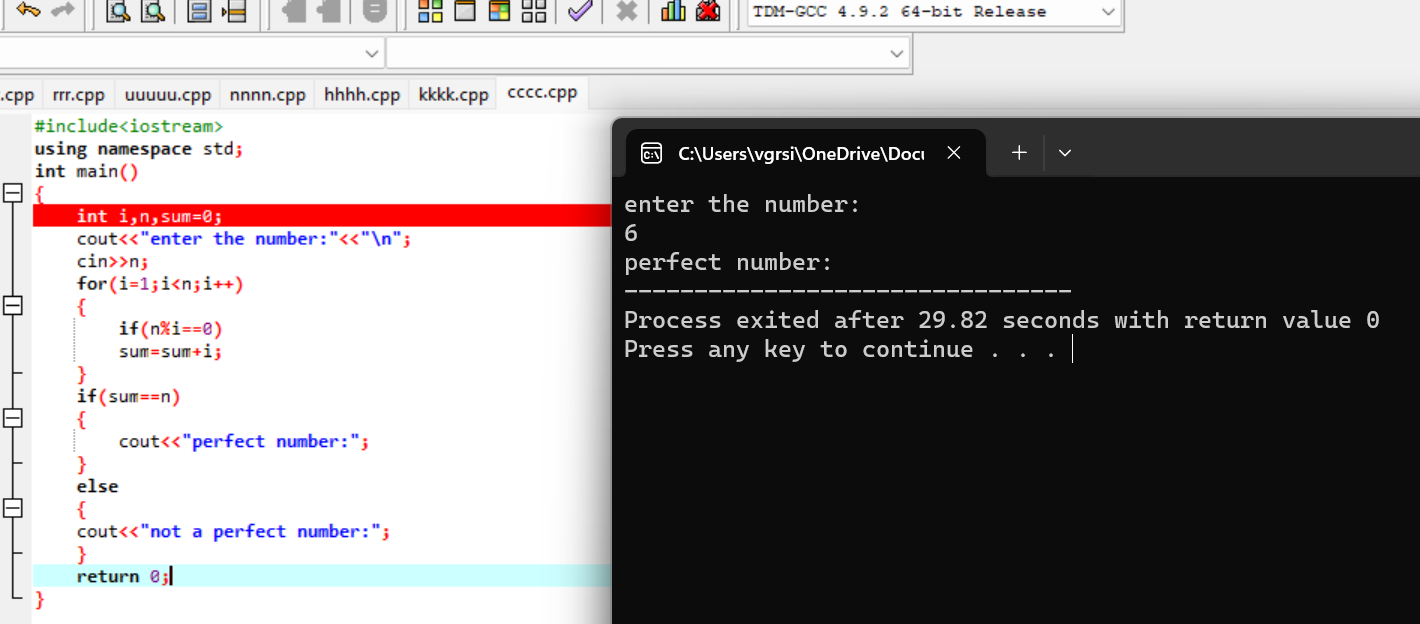 TDM-GCC 4.9.2 64-bit Release
.cpp rrr.cpp uuuuu.cpp nnnn.cpp hhhh.cpp kkkk.cpp cccc.cpp
#include<iostream>
using namespace std;
int main()
{
int i,n,sum=0;
cout<<"enter the number:"<<"\n";
cin>>n;
for(i=1;i<n;i++)
{
if(n%i==0)
sum=sum+i;
}
if(sum==n)
{
cout<<"perfect number:";
}
else
{
cout<<"not a perfect number:";
}
return 0;
}
C:\Users\vgrsi\OneDrive\Docu
enter the number:
6
perfect number:
--------------------------------
Process exited after 29.82 seconds with return value 0
Press any key to continue . . .